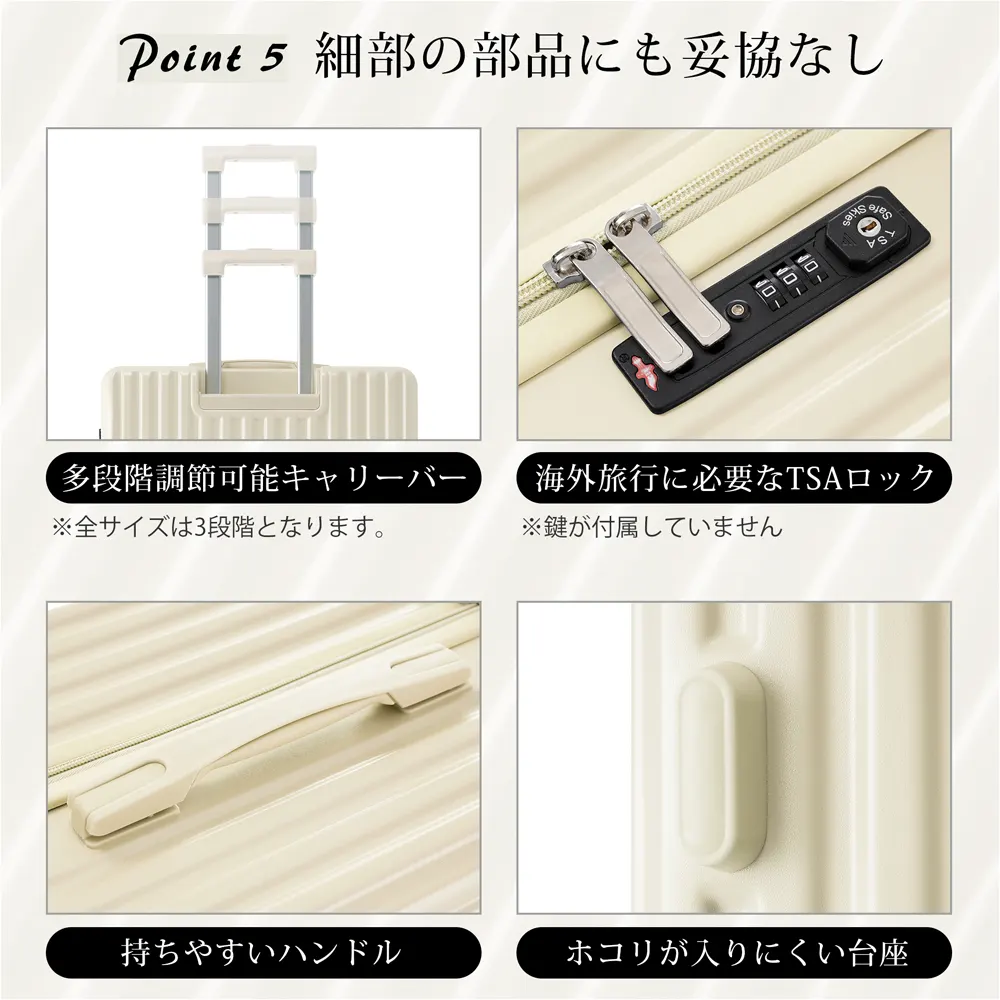 Point 5 細部の部品にも妥協なし
Safe Skies
TSA
0 0 0
多段階調節可能キャリーバー
海外旅行に必要なTSAロック
※全サイズは3段階となります。
※鍵が付属していません
持ちやすいハンドル
ホコリが入りにくい台座